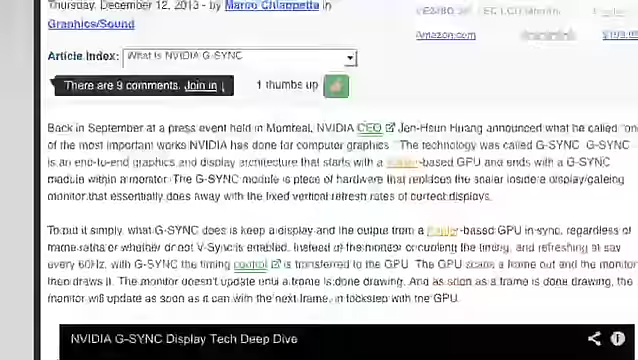 Thursday, December 12, 2013 - by Marco Chiappetta in
Graphics/Sound
Amazon.com
Article Index: What is NVIDIA G-SYNC
There are 9 comments. Join in 1 thumbs up
Back in September at a press event held in Montreal, NVIDIA CEO Jen-Hsun Huang announced what he called "one
of the most important works NVIDIA has done for computer graphics." The technology was called G-SYNC. G-SYNC
is an end-to-end graphics and display architecture that starts with a Kepler-based GPU and ends with a G-SYNC
module within a monitor. The G-SYNC module is piece of hardware that replaces the scaler inside a display/gaming
monitor that essentially does away with the fixed vertical refresh rates of current displays.
To put it simply, what G-SYNC does is keep a display and the output from a Kepler-based GPU in sync, regardless of
frame-rates or whether or not V-Sync is enabled. Instead of the monitor controlling the timing, and refreshing at say
every 60Hz, with G-SYNC the timing control is transferred to the GPU. The GPU scans a frame out and the monitor
then draws it. The monitor doesn't update until a frame is done drawing. And as soon as a frame is done drawing, the
monitor will update as soon as it can with the next frame, in lockstep with the GPU.
NVIDIA G-SYNC Display Tech Deep Dive